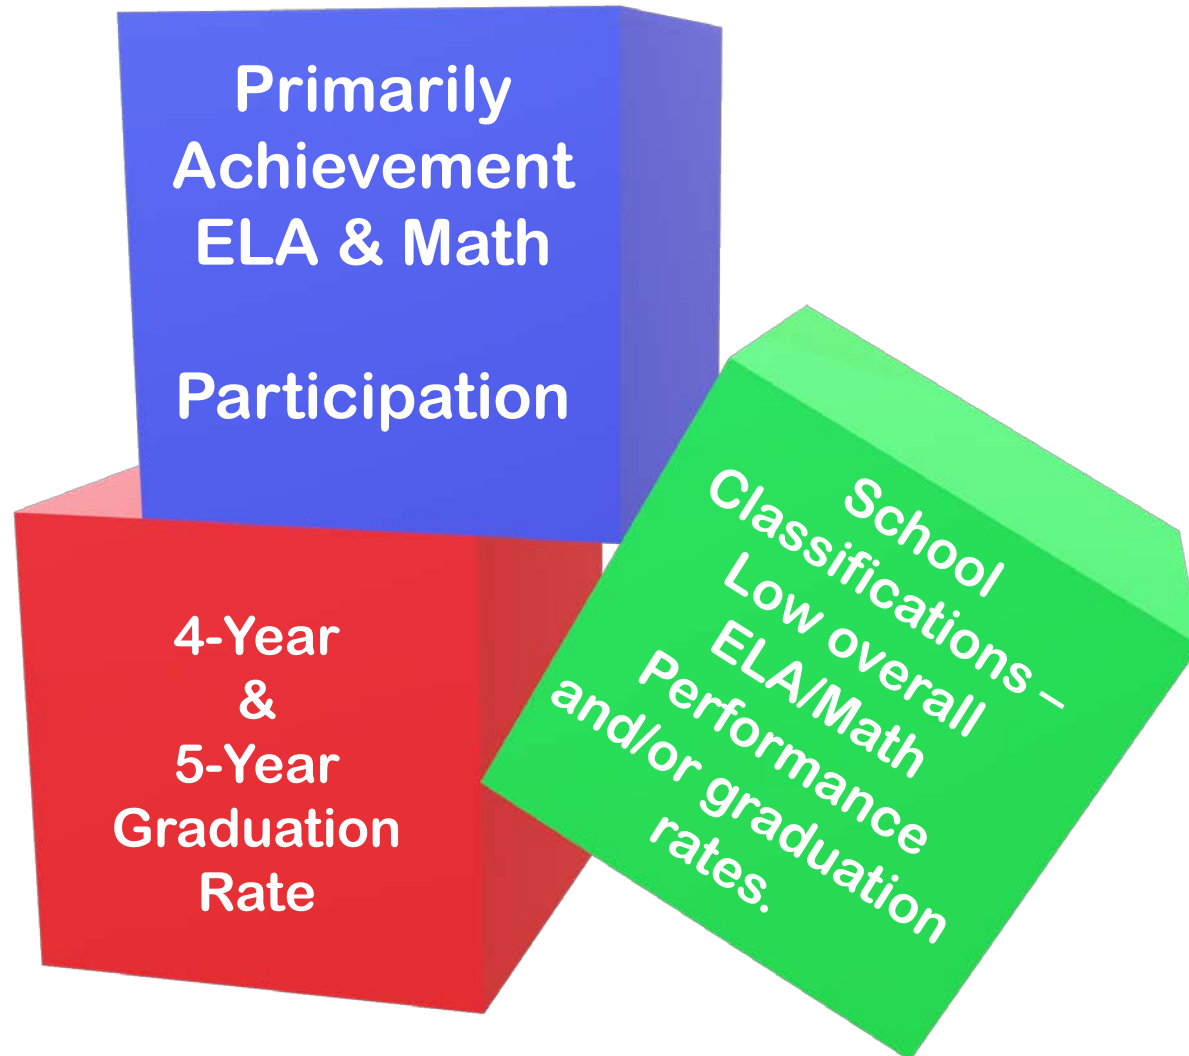 Primarily
Achievement
ELA & Math
Participation
4-Year
&
5-Year
Graduation
Rate
School
Classifications –
Low overall
ELA/Math
Performance
and/or graduation
rates.